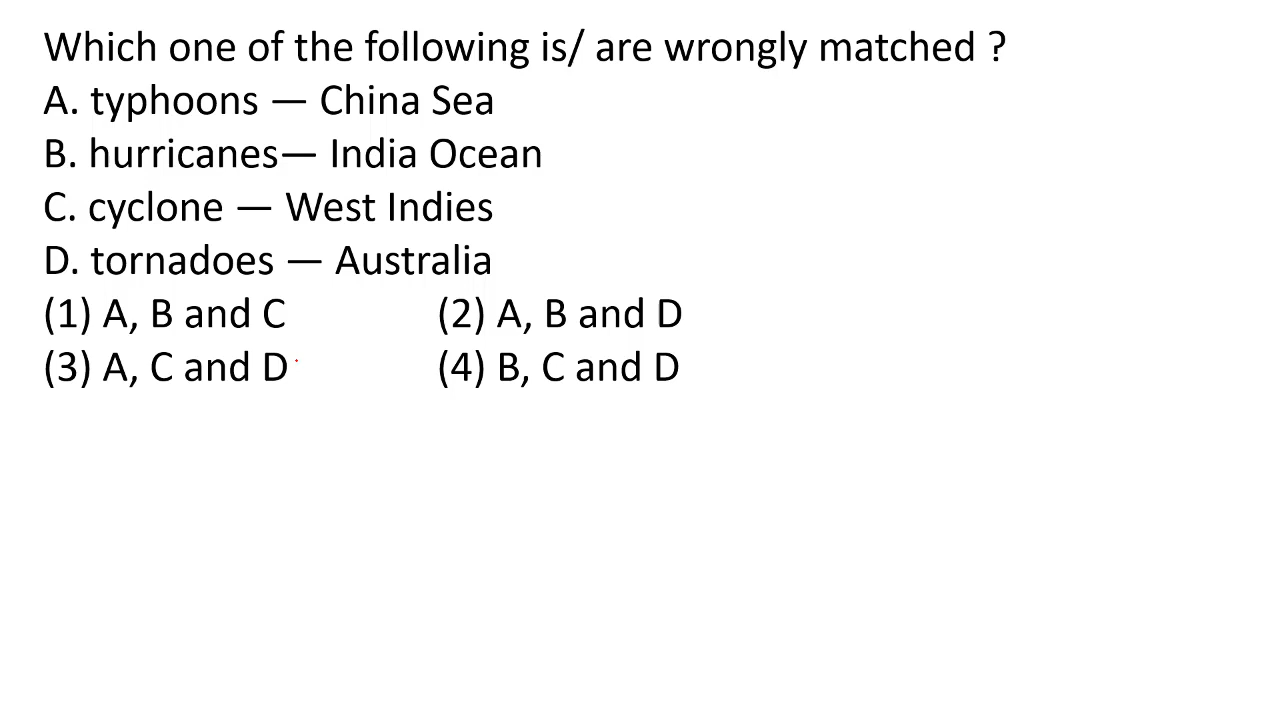 Which one of the following is/ are wrongly matched ?
A. typhoons — China Sea
B. hurricanes— India Ocean
C. cyclone — West Indies
D. tornadoes — Australia
(1) A, B and C (2) A, B and D
(3) A, C and D (4) B, C and D